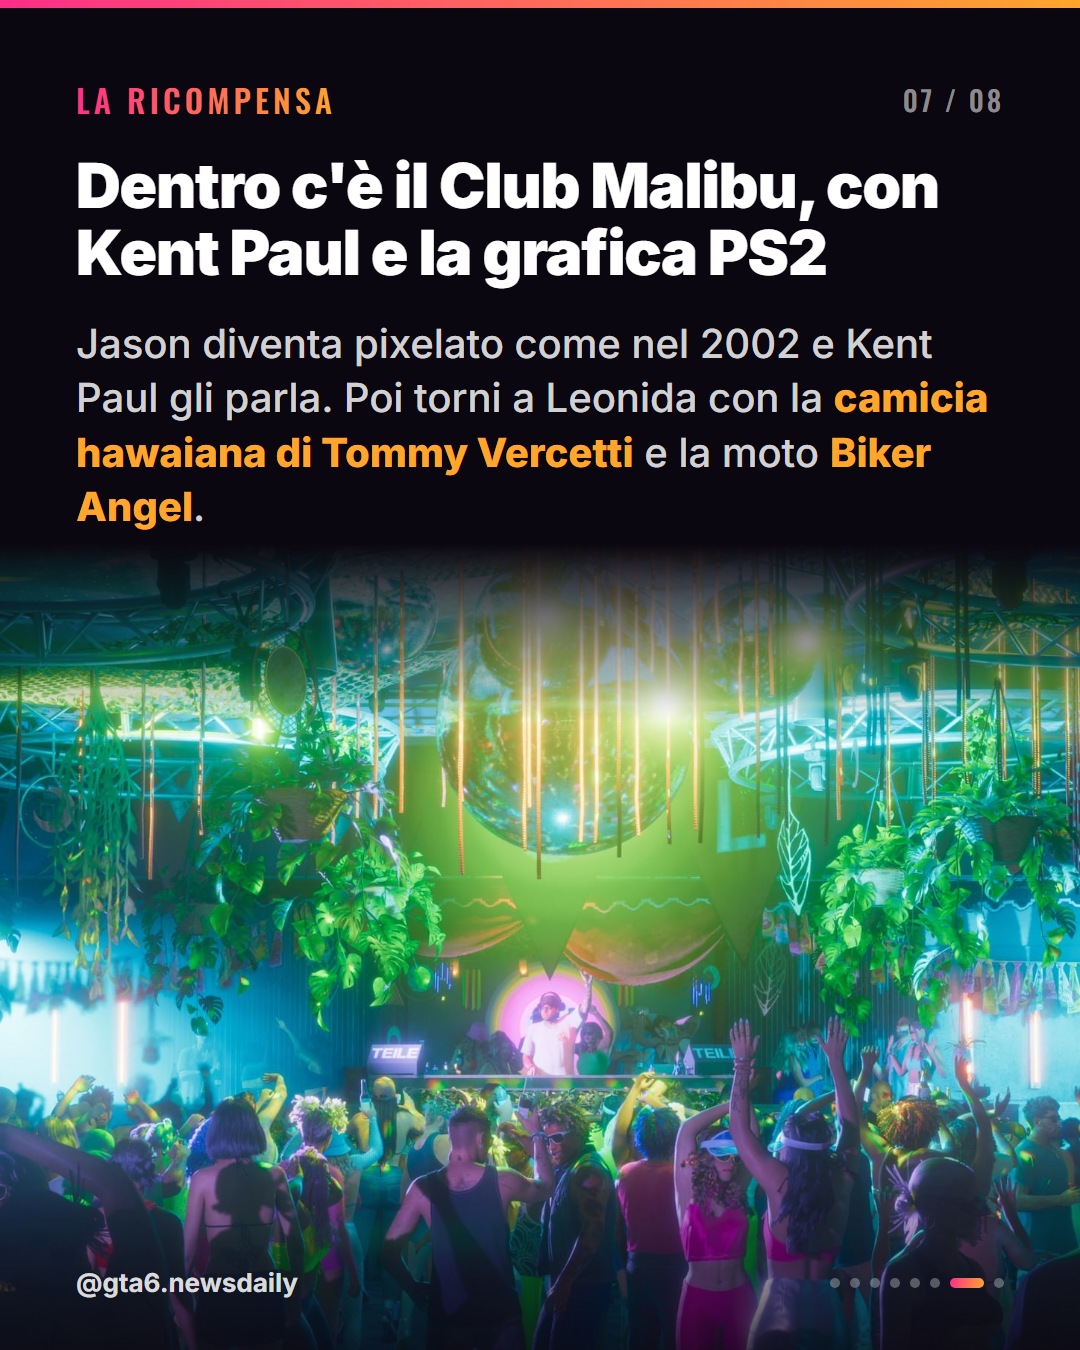 LA RICOMPENSA
07 / 08
Dentro c'è il Club Malibu, con
Kent Paul e la grafica PS2
Jason diventa pixelato come nel 2002 e Kent
Paul gli parla. Poi torni a Leonida con la camicia
hawaiana di Tommy Vercetti e la moto Biker
Angel.
TEILE
TEILE
@gta6.newsdaily